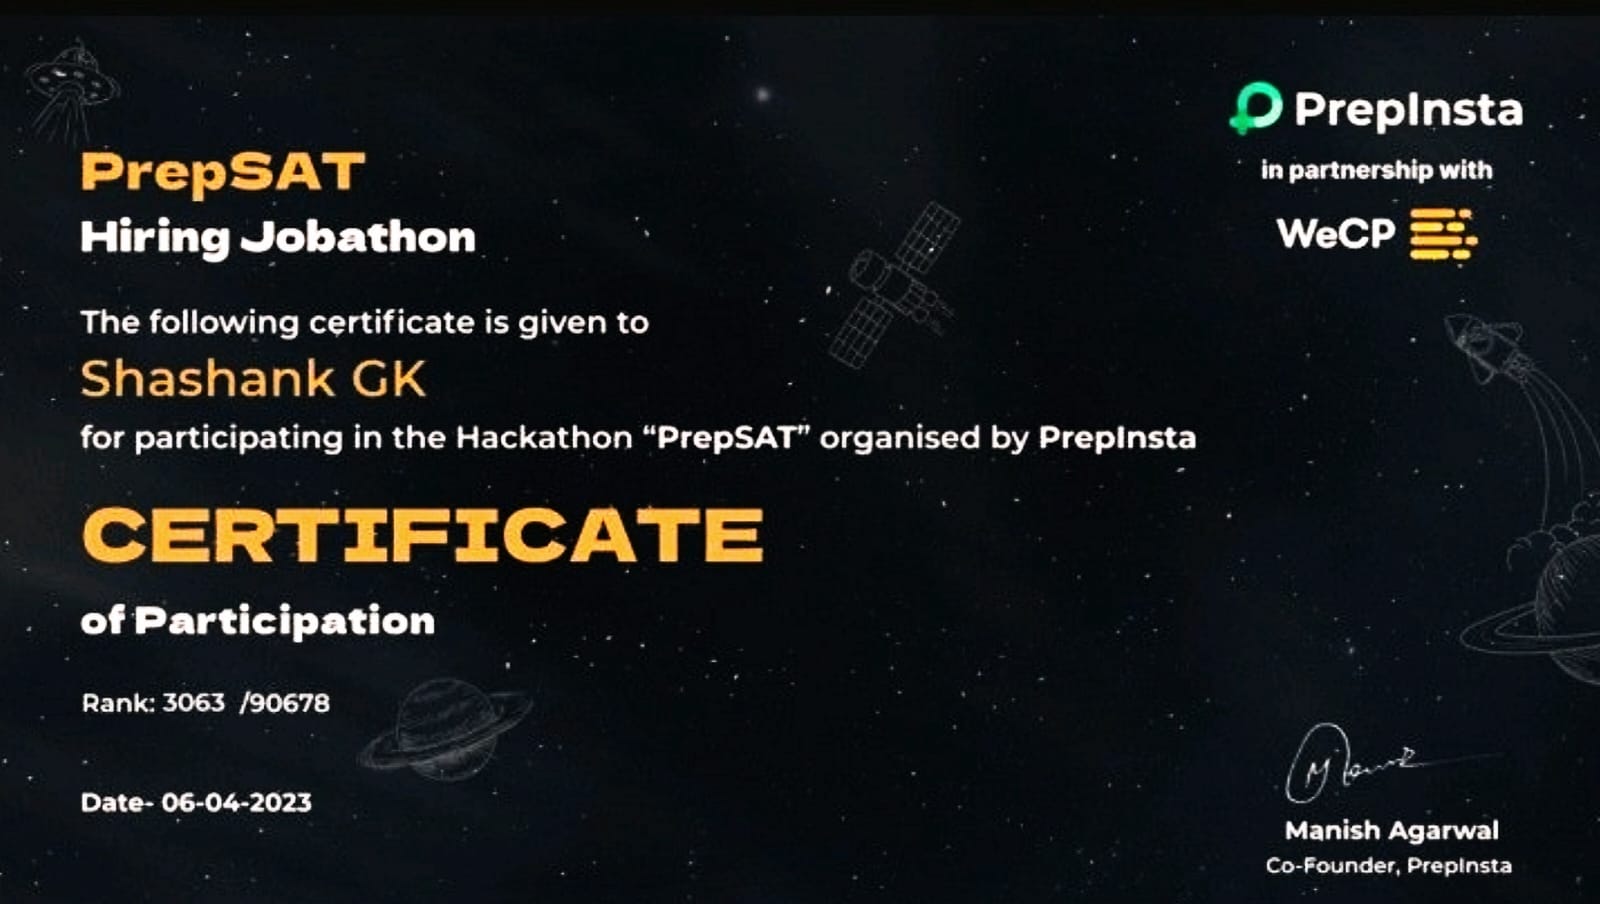 PrepSAT
Hiring Jobathon
PrepInsta
in partnership with
WeCP
The following certificate is given to
Shashank GK
for participating in the Hackathon “PrepSAT” organised by PrepInsta
CERTIFICATE
of Participation
Rank: 3063 /90678
Date- 06-04-2023
Manish Agarwal
Co-Founder, PrepInsta